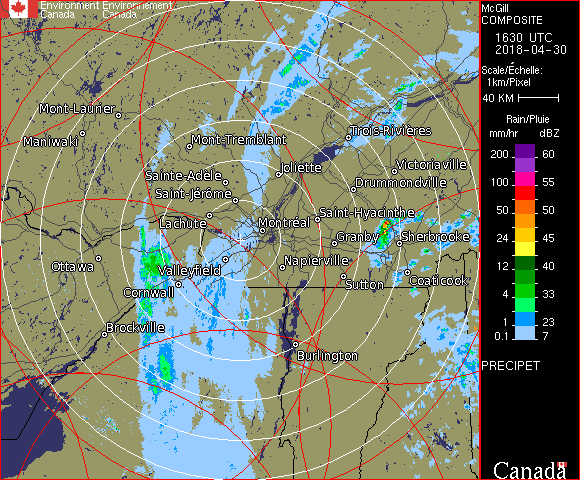 Environment Environnement
Canada Canada
McGill
COMPOSITE
1630 UTC
2018-04-30
Scale/Échelle:
1km/Pixel
40 KM
Rain/Pluie
mm/hr dBZ
200 60
100 55
50 50
24 45
12 40
4 33
1 23
0.1 7
PRECIPET
Canada
Mont-Laurier
Maniwaki
Mont-Tremblant
Trois-Rivières
Joliette
Victoriaville
Sainte-Adèle
Drummondville
Saint-Jérôme
Lachute
Saint-Hyacinthe
Montréal
Granby
Sherbrooke
Ottawa
Valleyfield
Napierville
Cornwall
Sutton
Coaticook
Brockville
Burlington